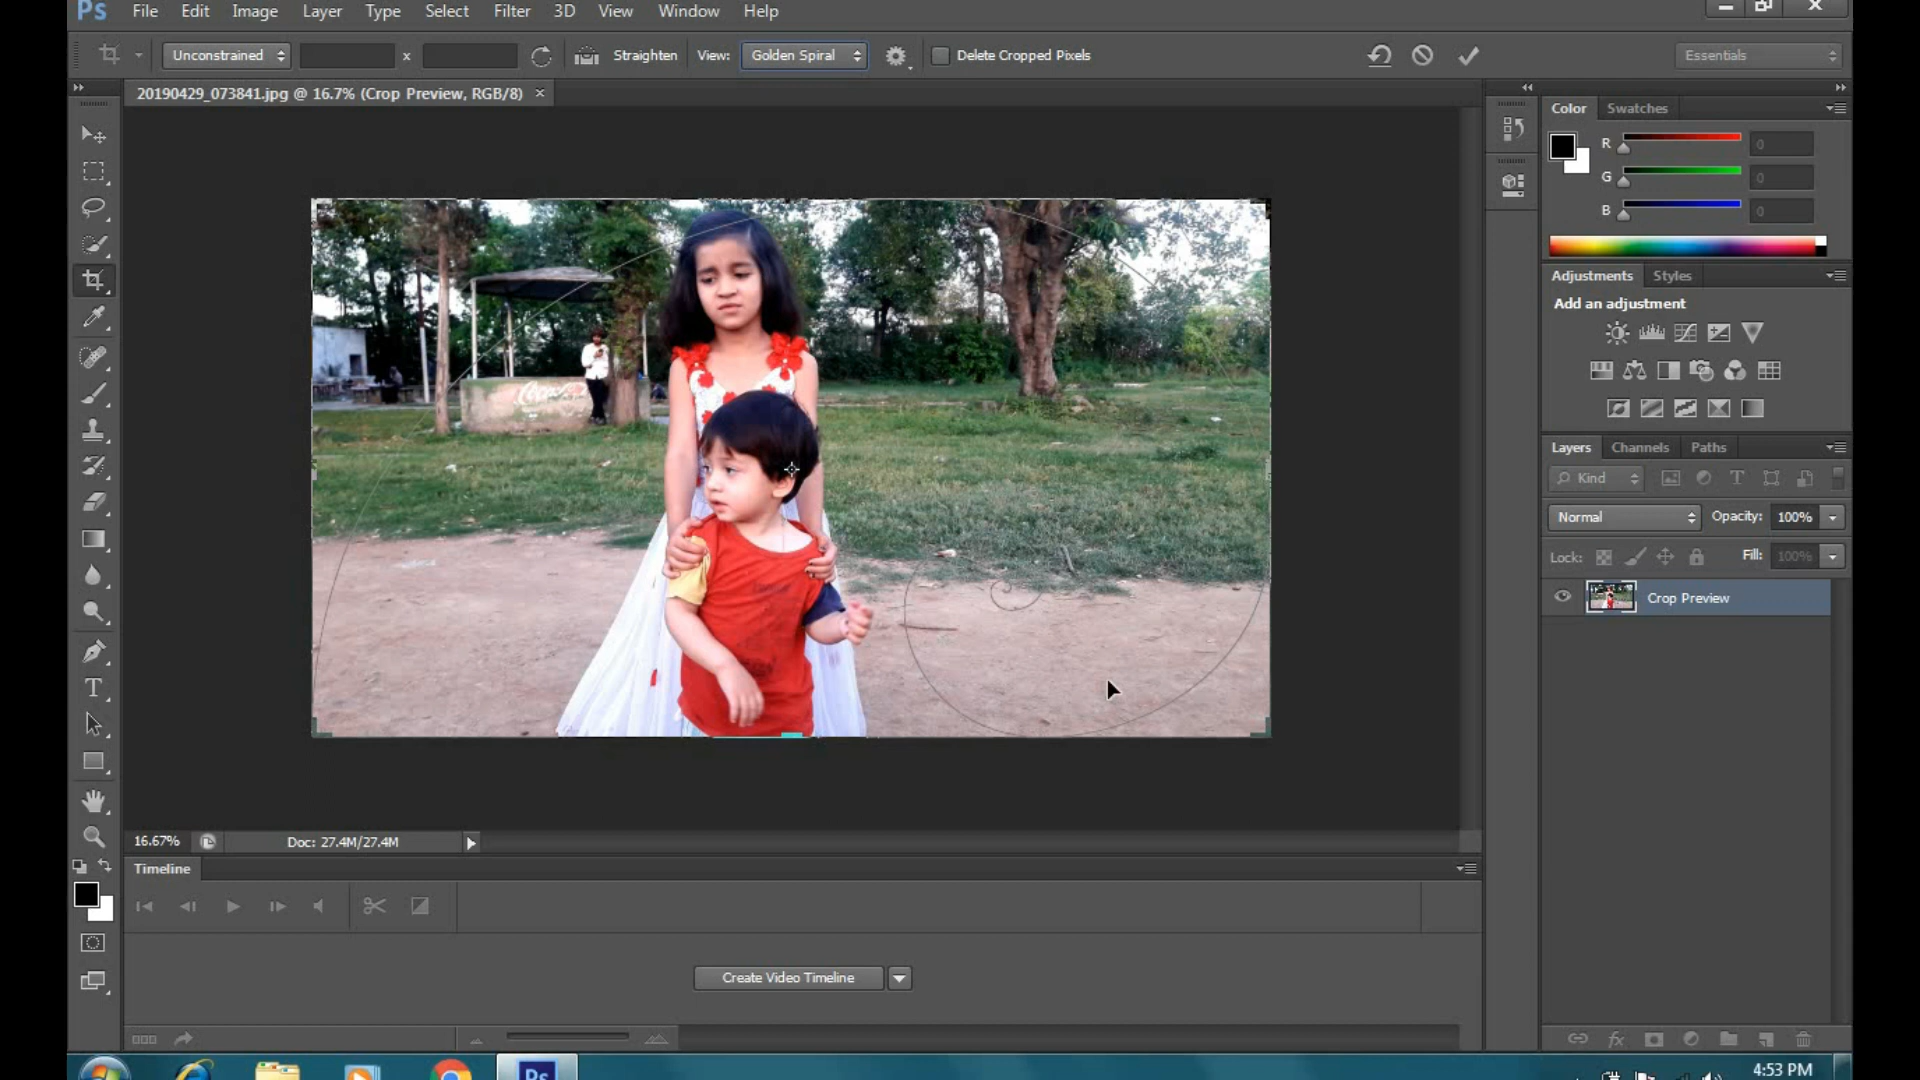 Ps File Edit Image Layer Type Select Filter 3D View Window Help
Unconstrained x Straighten View: Golden Spiral Delete Cropped Pixels Essentials
20190429_073841.jpg @ 16.7% (Crop Preview, RGB/8) ×
Color Swatches
R 0
G 0
B 0
Adjustments Styles
Add an adjustment
Coca-Cola
Layers Channels Paths
Kind
Normal Opacity: 100%
Lock: Fill: 100%
Crop Preview
16.67% Doc: 27.4M/27.4M
Timeline
Create Video Timeline
Ps 4:53 PM